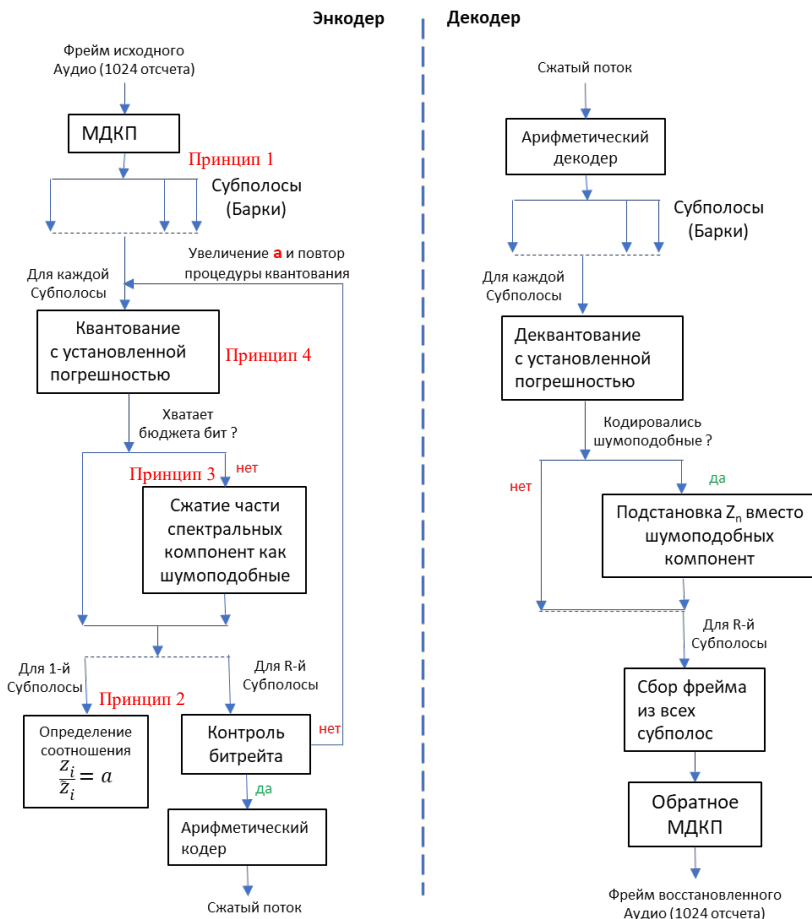 Энкодер
Фрейм исходного
Аудио (1024 отсчета)
МДКП
Принцип 1
Субполосы
(Барки)
Увеличение а и повтор
процедуры квантования
Для каждой
Субполосы
Квантование
с установленной
погрешностью
Принцип 4
Хватает
бюджета бит ?
Принцип 3
нет
Сжатие части
спектральных
компонент как
шумоподобные
Для 1-й
Субполосы
Принцип 2
Для R-й
Субполосы
Определение
соотношения
z_i/z̄_i = a
Контроль
битрейта
нет
да
Арифметический
кодер
Сжатый поток
Декодер
Сжатый поток
Арифметический
декодер
Субполосы
(Барки)
Для каждой
Субполосы
Деквантование
с установленной
погрешностью
Кодировались
шумоподобные ?
нет
да
Подстановка Z_n вместо
шумоподобных
компонент
Для R-й
Субполосы
Сбор фрейма
из всех
субполос
Обратное
МДКП
Фрейм восстановленного
Аудио (1024 отсчета)